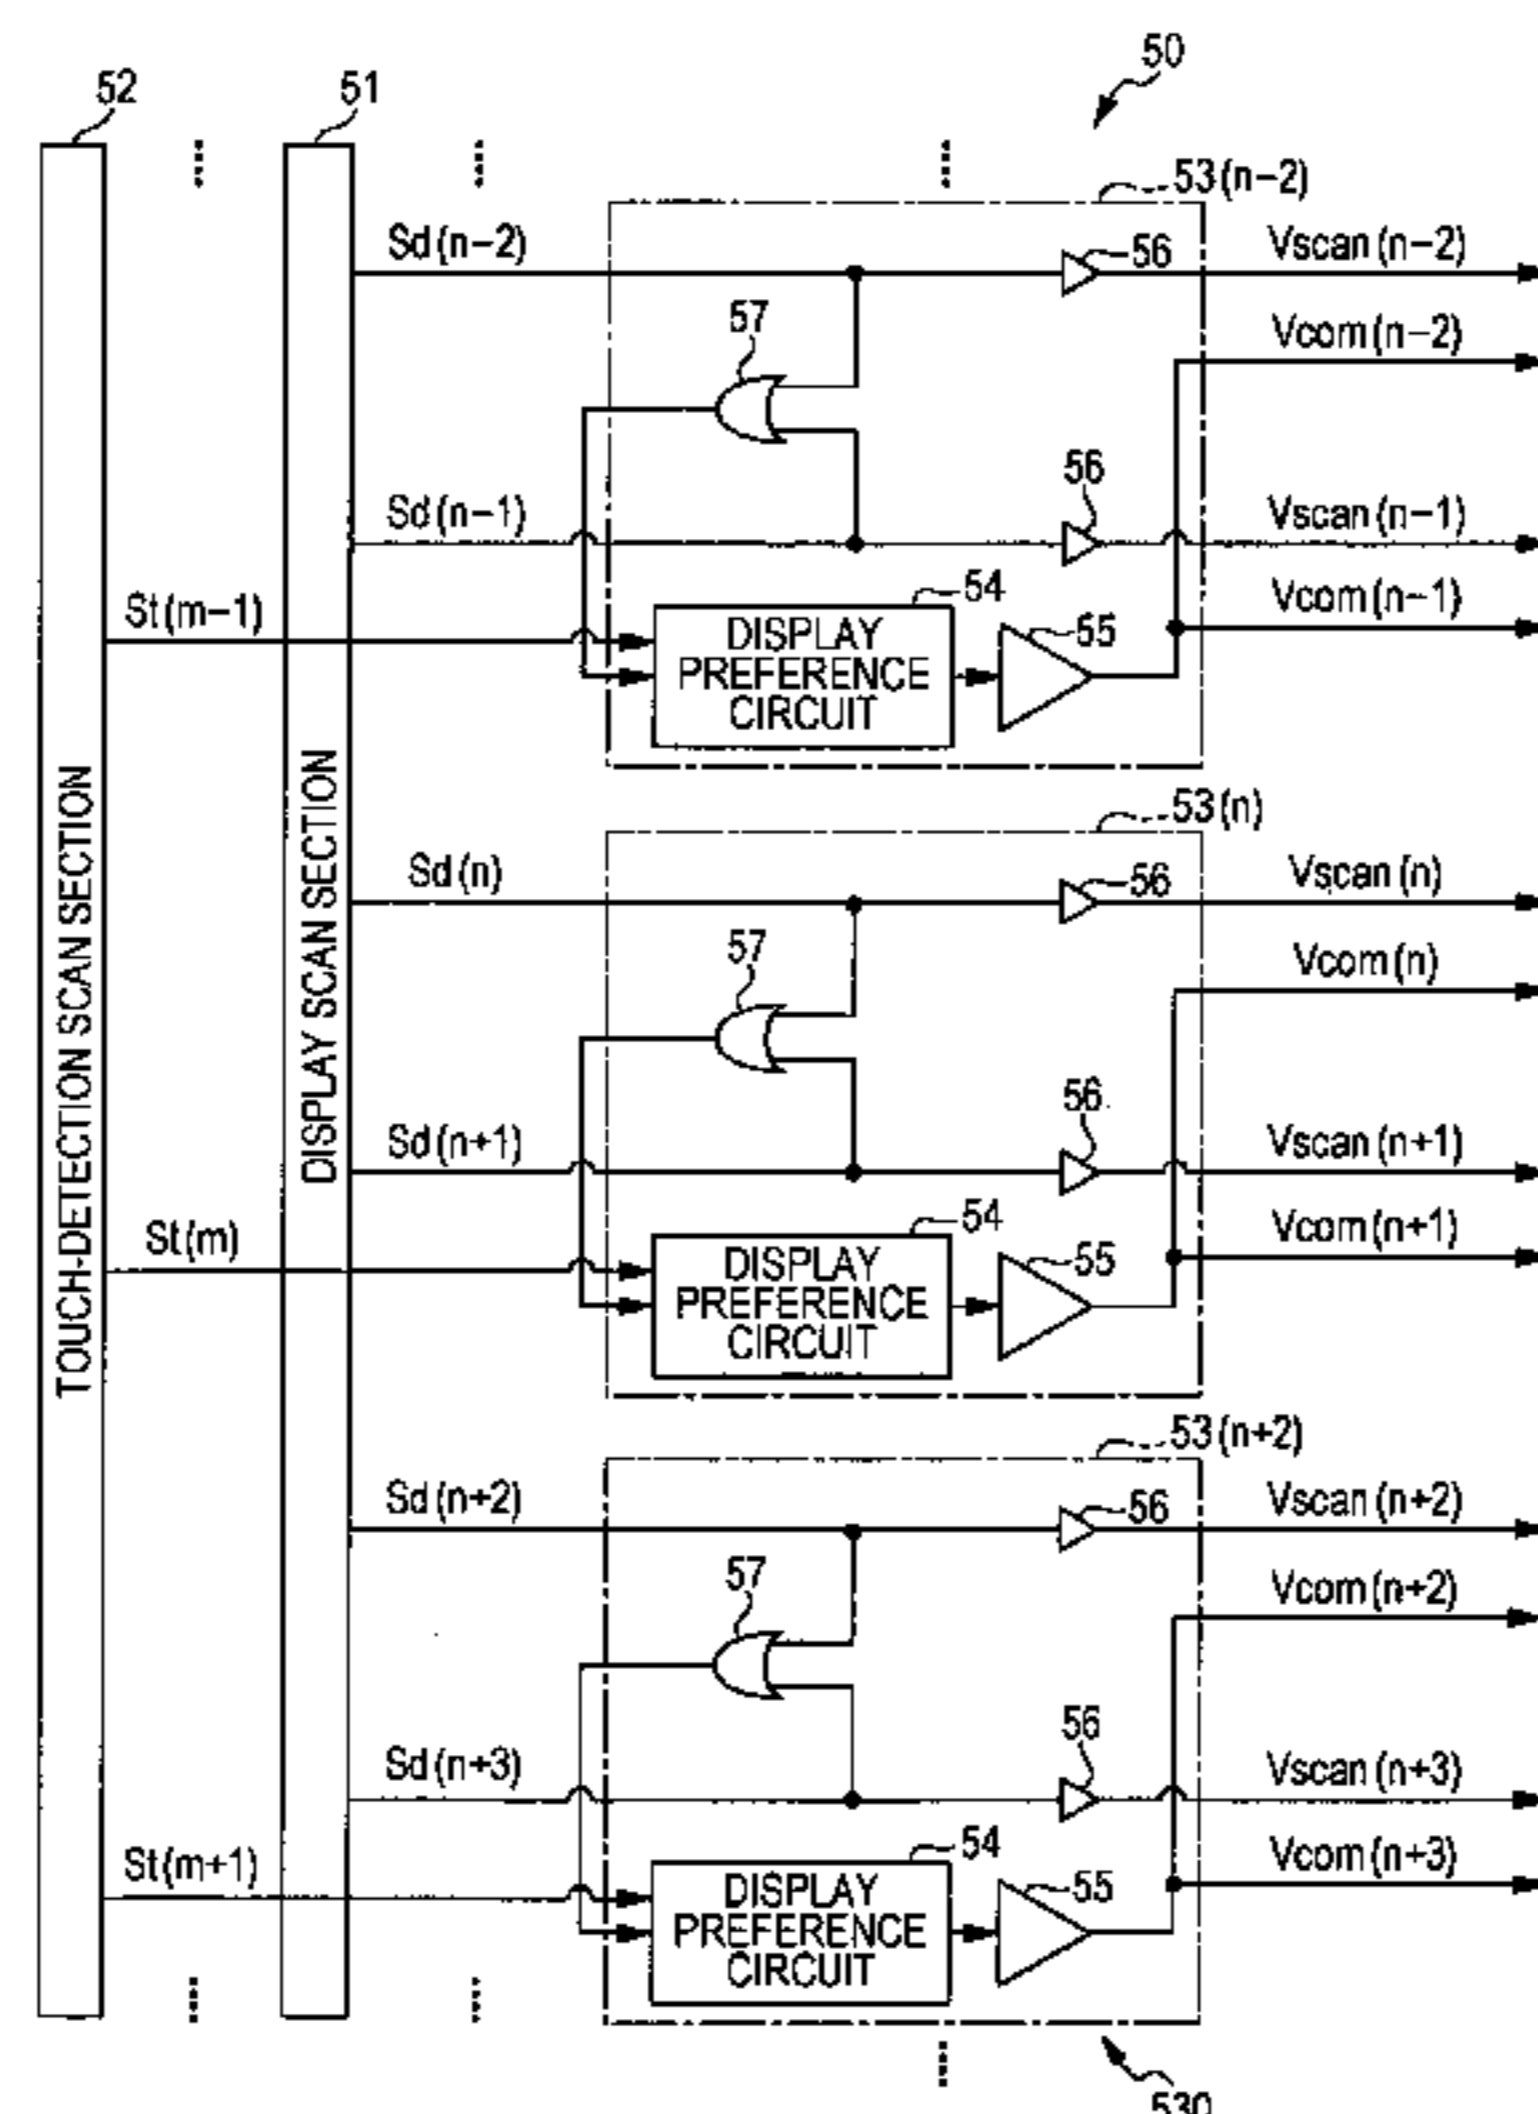 50
52
51
53(n−2)
Sd(n−2)
56
Vscan(n−2)
57
Vcom(n−2)
56
Sd(n−1)
Vscan(n−1)
St(m−1)
54
55
Vcom(n−1)
DISPLAY
PREFERENCE
CIRCUIT
TOUCH-DETECTION SCAN SECTION
DISPLAY SCAN SECTION
53(n)
Sd(n)
56
Vscan(n)
57
Vcom(n)
56
Sd(n+1)
Vscan(n+1)
St(m)
54
55
Vcom(n+1)
DISPLAY
PREFERENCE
CIRCUIT
53(n+2)
Sd(n+2)
56
Vscan(n+2)
57
Vcom(n+2)
56
Sd(n+3)
Vscan(n+3)
St(m+1)
54
55
Vcom(n+3)
DISPLAY
PREFERENCE
CIRCUIT
530